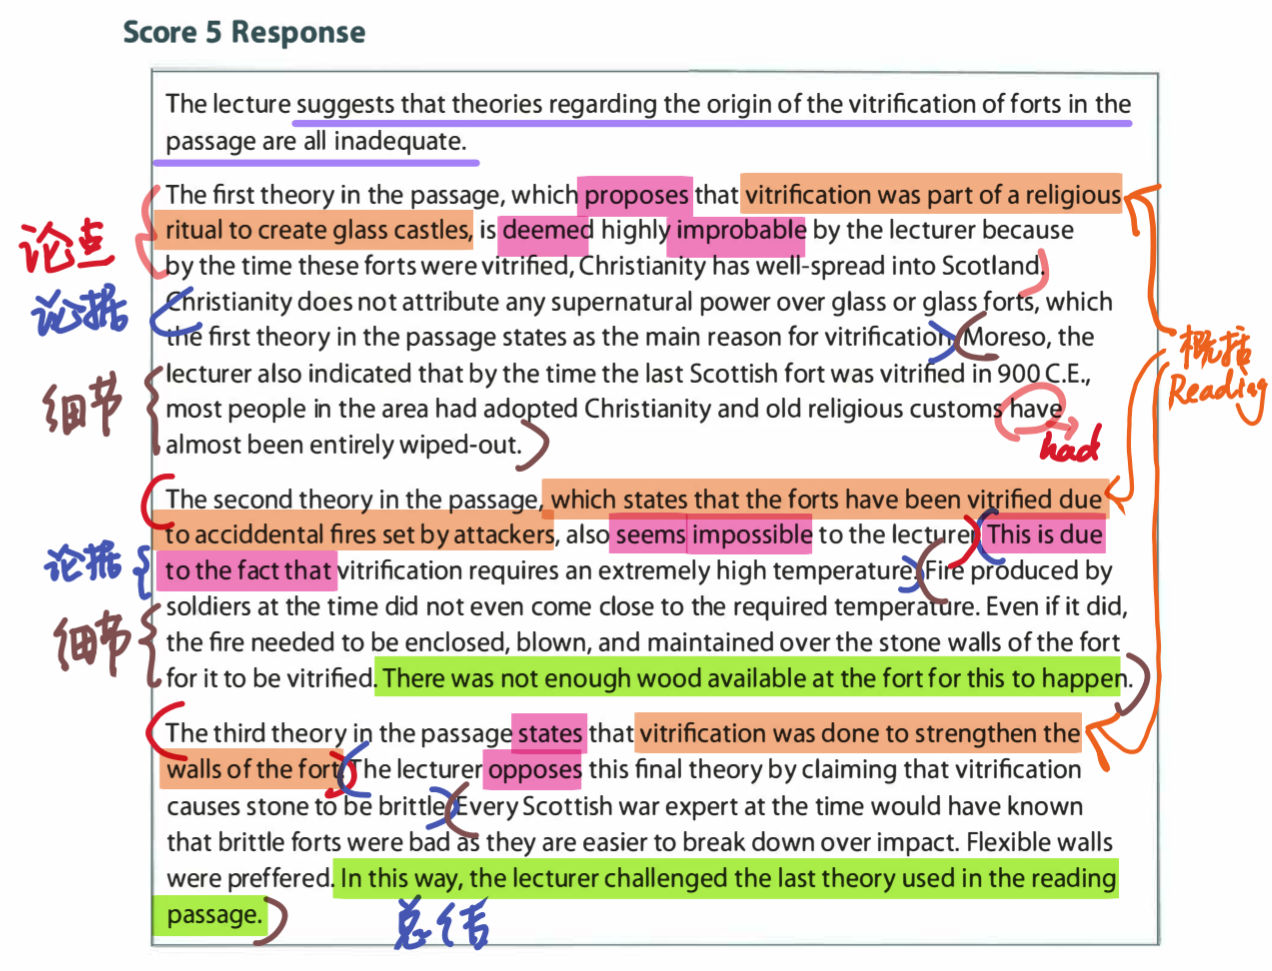 Score 5 Response
The lecture suggests that theories regarding the origin of the vitrification of forts in the
passage are all inadequate.
The first theory in the passage, which proposes that vitrification was part of a religious
ritual to create glass castles, is deemed highly improbable by the lecturer because
论点
by the time these forts were vitrified, Christianity has well-spread into Scotland.
论据
Christianity does not attribute any supernatural power over glass or glass forts, which
the first theory in the passage states as the main reason for vitrification. Moreso, the
概括
Reading
lecturer also indicated that by the time the last Scottish fort was vitrified in 900 C.E.,
细节
most people in the area had adopted Christianity and old religious customs have
had
almost been entirely wiped-out.
The second theory in the passage, which states that the forts have been vitrified due
to acciddental fires set by attackers, also seems impossible to the lecturer. This is due
论据
to the fact that vitrification requires an extremely high temperature. Fire produced by
soldiers at the time did not even come close to the required temperature. Even if it did,
细节
the fire needed to be enclosed, blown, and maintained over the stone walls of the fort
for it to be vitrified. There was not enough wood available at the fort for this to happen.
The third theory in the passage states that vitrification was done to strengthen the
walls of the fort. The lecturer opposes this final theory by claiming that vitrification
causes stone to be brittle. Every Scottish war expert at the time would have known
that brittle forts were bad as they are easier to break down over impact. Flexible walls
were preffered. In this way, the lecturer challenged the last theory used in the reading
passage.
总结